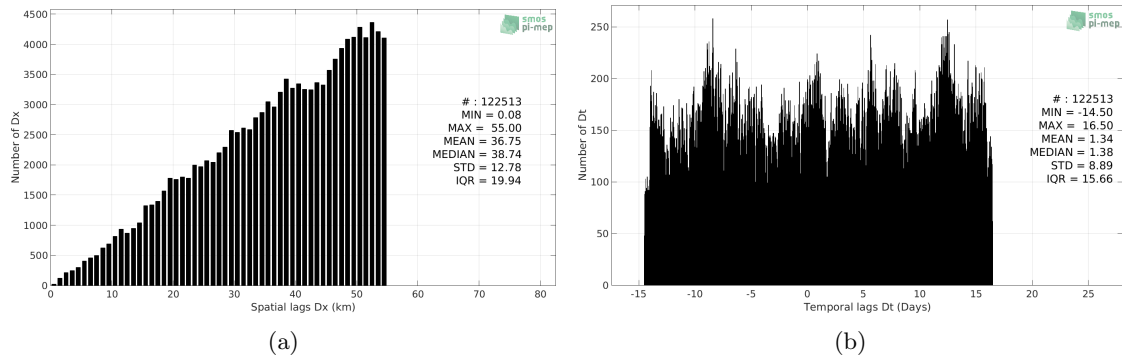 4500
4000
3500
3000
2500
2000
1500
1000
500
0
Number of Dx
0 10 20 30 40 50 60 70 80
Spatial lags Dx (km)
smos
pi-mep
# : 122513
MIN = 0.08
MAX = 55.00
MEAN = 36.75
MEDIAN = 38.74
STD = 12.78
IQR = 19.94
(a)
250
200
150
100
50
0
Number of Dt
-15 -10 -5 0 5 10 15 20 25
Temporal lags Dt (Days)
smos
pi-mep
# : 122513
MIN = -14.50
MAX = 16.50
MEAN = 1.34
MEDIAN = 1.38
STD = 8.89
IQR = 15.66
(b)